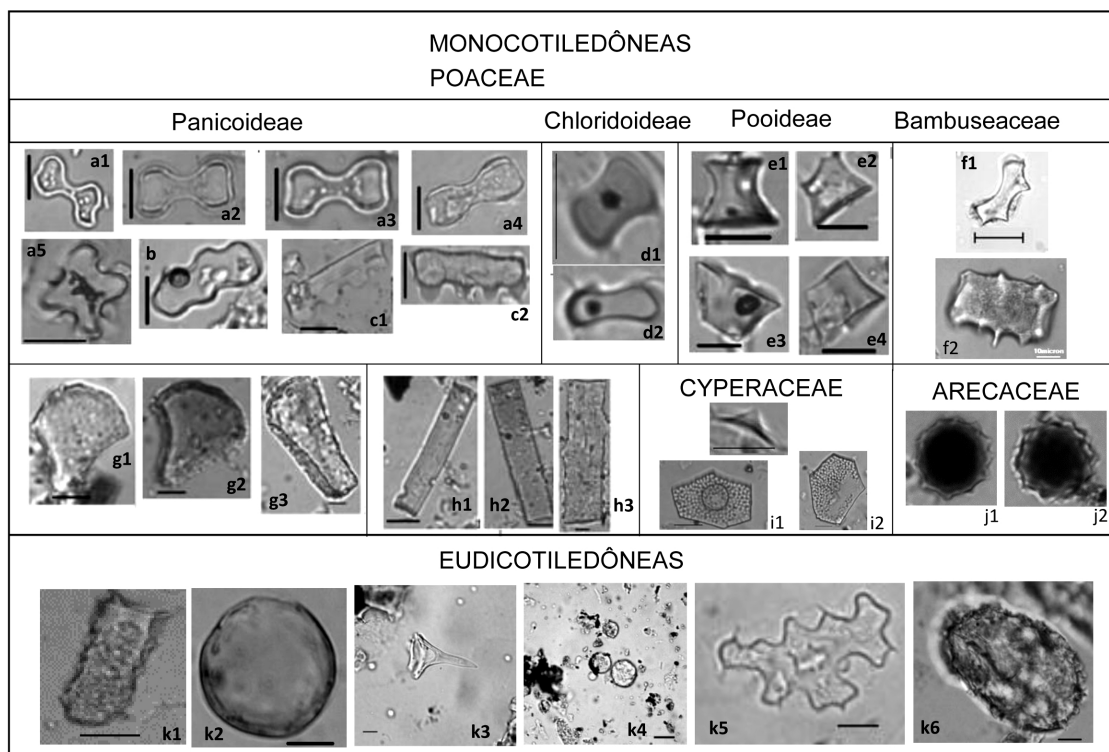 MONOCOTILEDÔNEAS
POACEAE
Panicoideae
Chloridoideae
Pooideae
Bambuseaceae
a1
a2
a3
a4
a5
b
c1
c2
d1
d2
e1
e2
e3
e4
f1
f2
10micron
g1
g2
g3
h1
h2
h3
CYPERACEAE
i1
i2
ARECACEAE
j1
j2
EUDICOTILEDÔNEAS
k1
k2
k3
k4
k5
k6